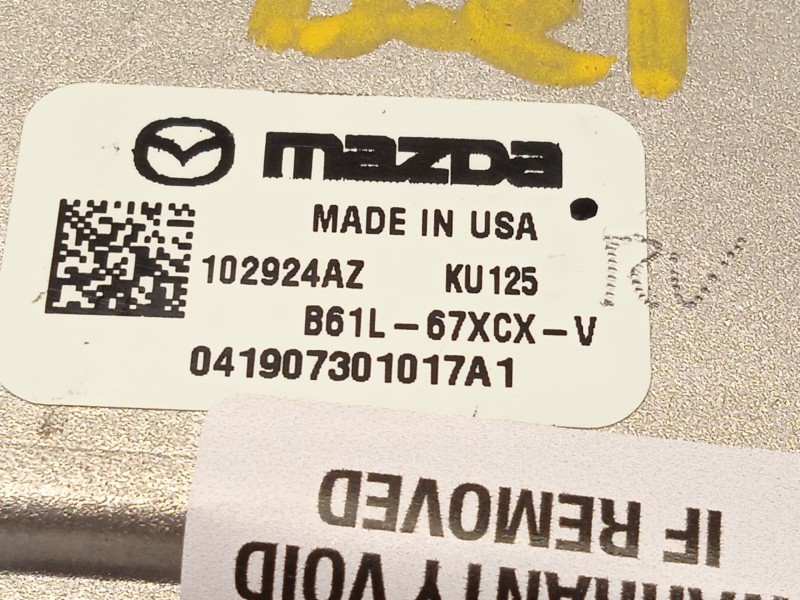 mazda
MADE IN USA
102924AZ KU125
B61L-67XCX-V
041907301017A1
WARRANTY VOID
IF REMOVED